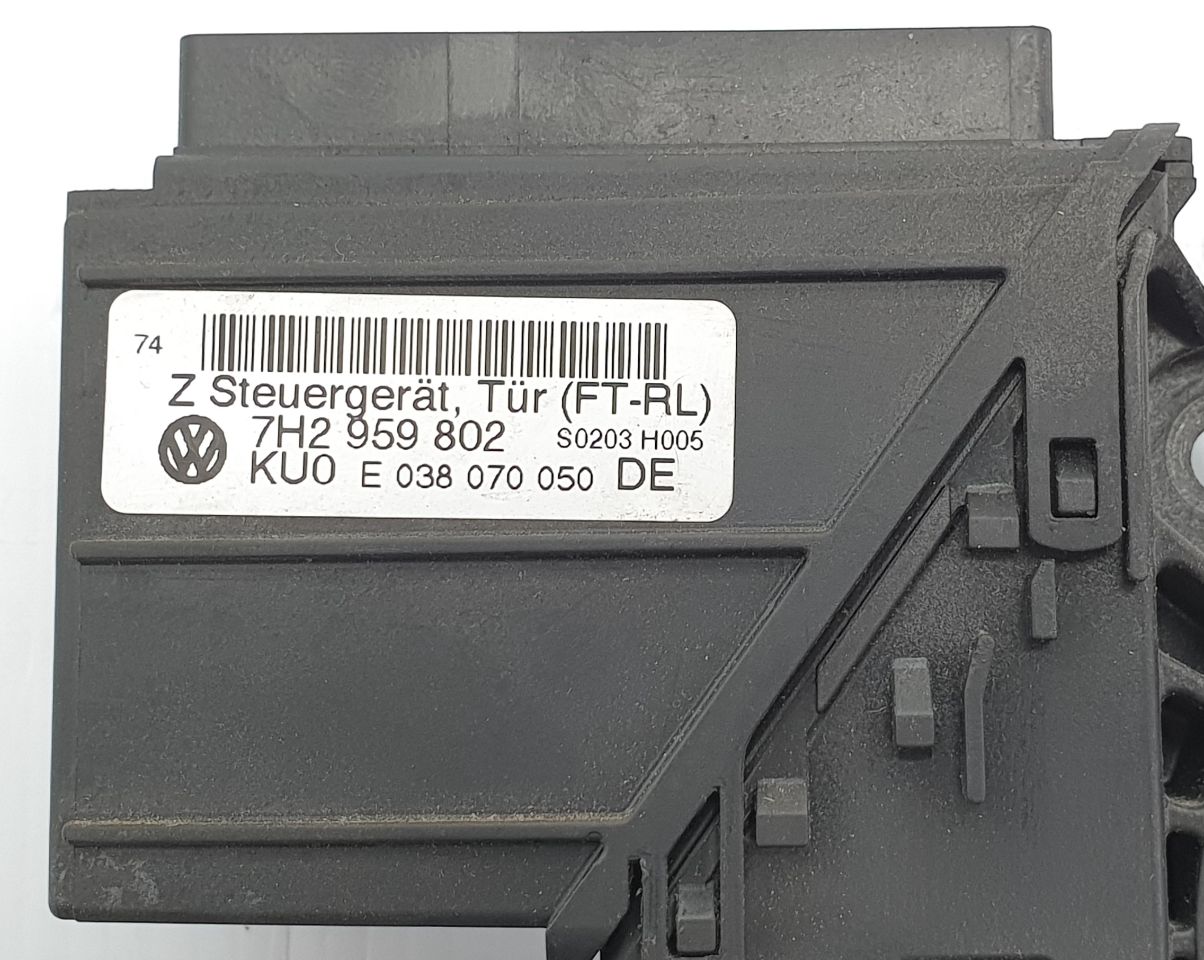 74
Z Steuergerät, Tür (FT-RL)
7H2 959 802 S0203 H005
KU0 E 038 070 050 DE